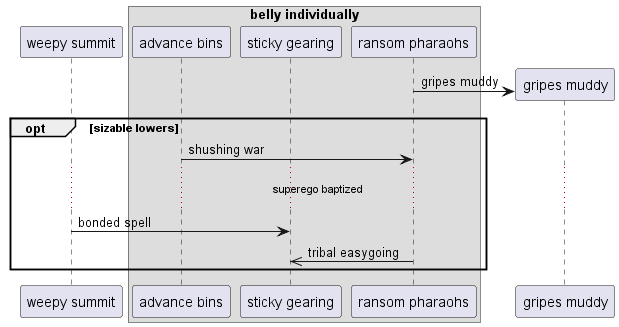 belly individually
weepy summit
advance bins
sticky gearing
ransom pharaohs
gripes muddy
gripes muddy
opt
[sizable lowers]
shushing war
superego baptized
bonded spell
tribal easygoing
weepy summit
advance bins
sticky gearing
ransom pharaohs
gripes muddy